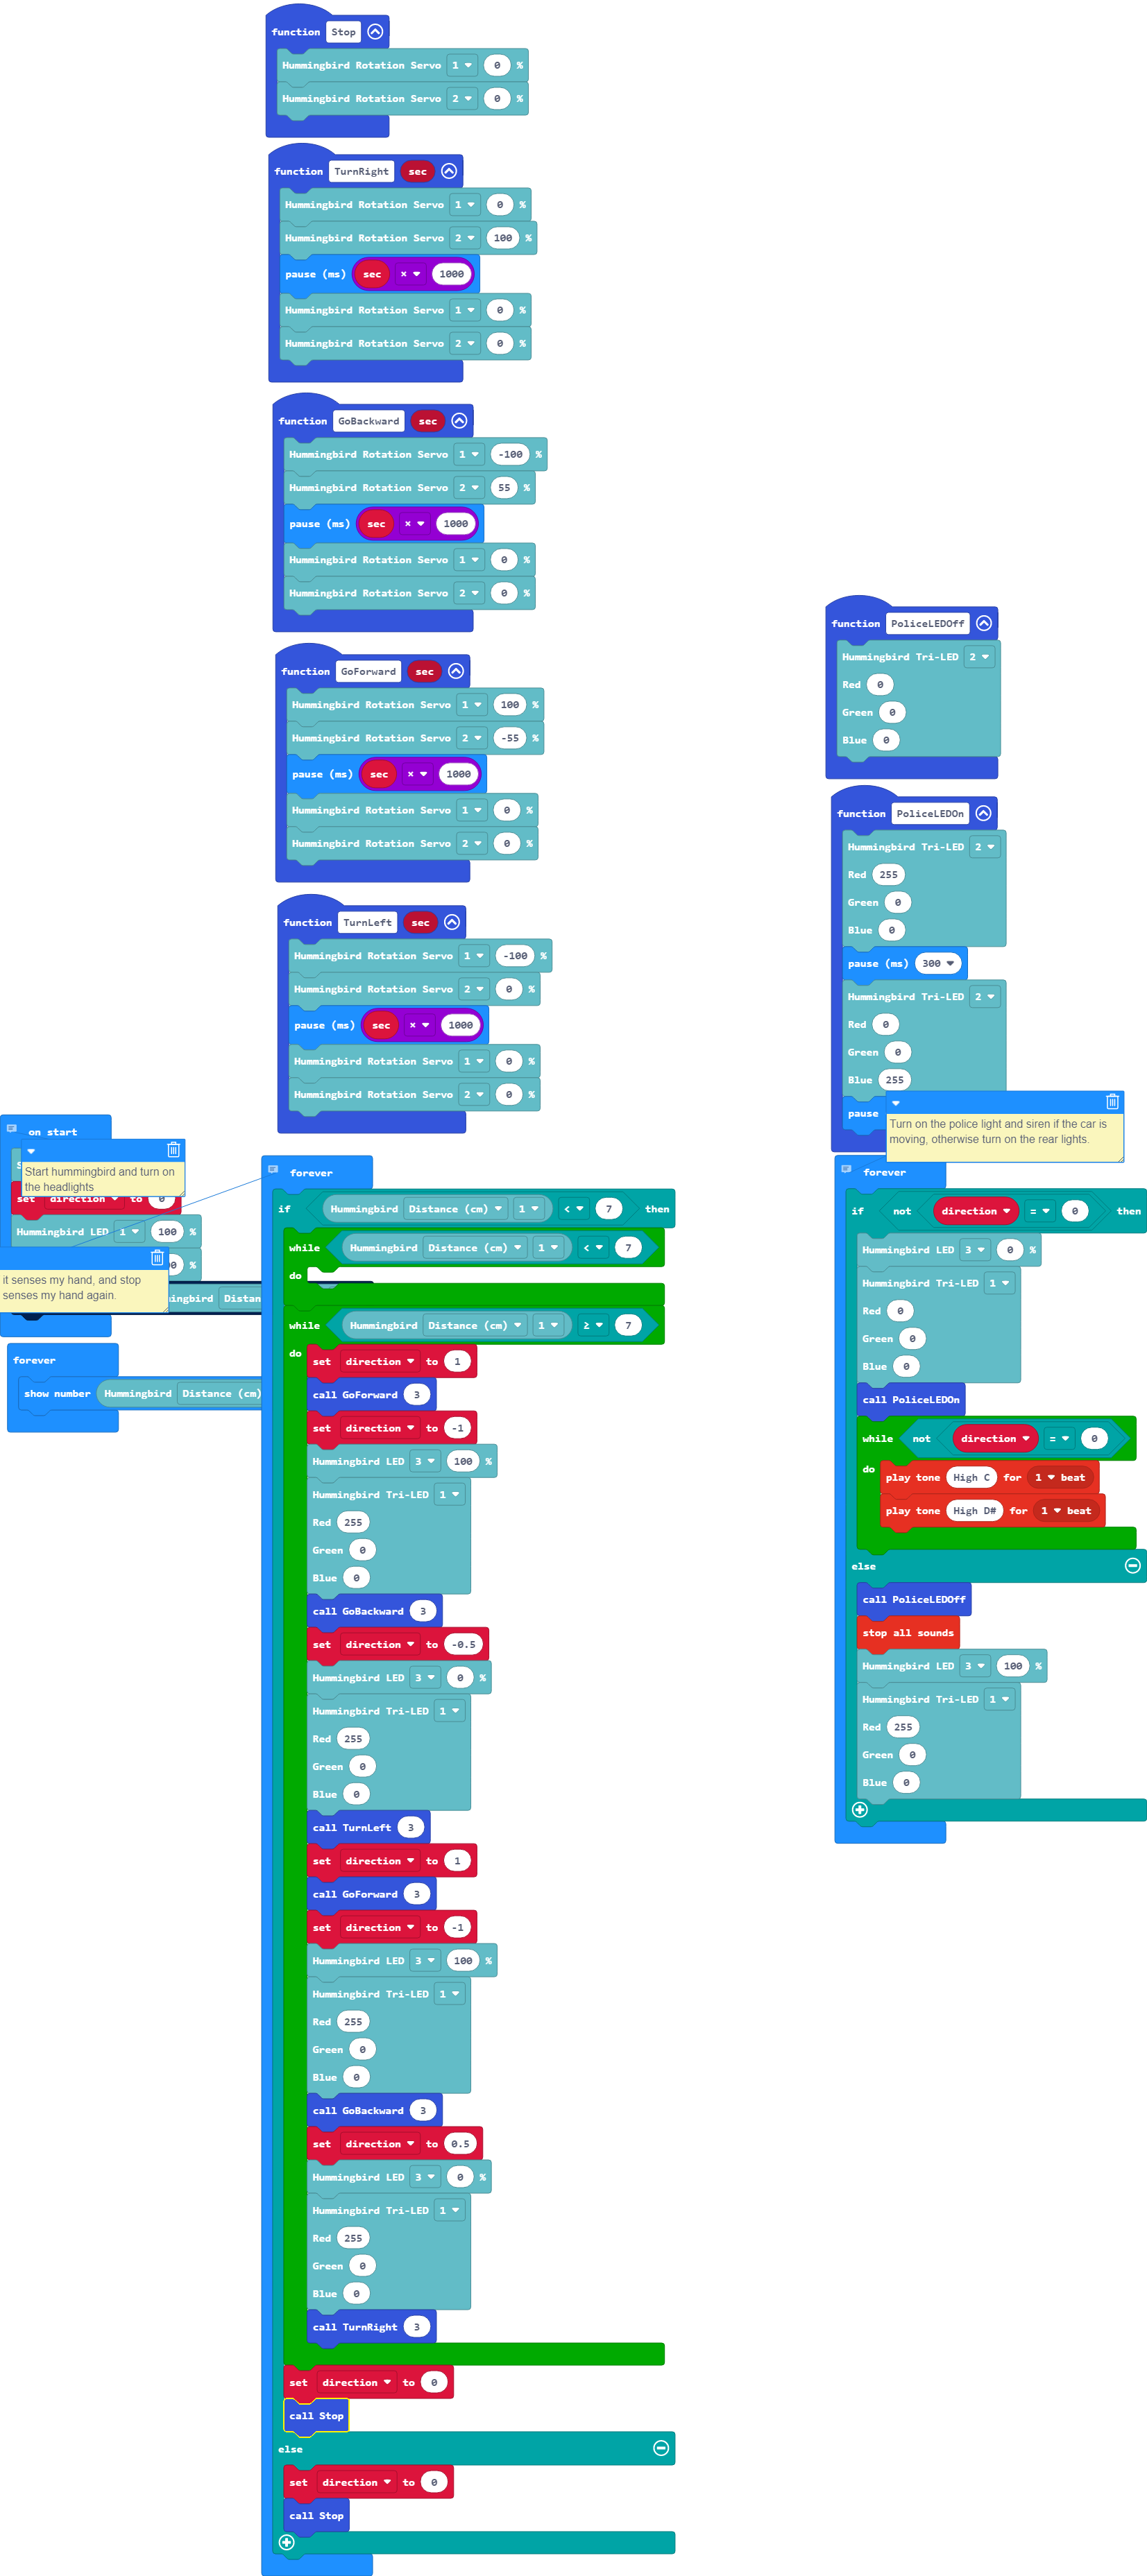 function Stop
Hummingbird Rotation Servo 1 0 %
Hummingbird Rotation Servo 2 0 %
function TurnRight sec
Hummingbird Rotation Servo 1 0 %
Hummingbird Rotation Servo 2 100 %
pause (ms) sec × 1000
Hummingbird Rotation Servo 1 0 %
Hummingbird Rotation Servo 2 0 %
function GoBackward sec
Hummingbird Rotation Servo 1 -100 %
Hummingbird Rotation Servo 2 55 %
pause (ms) sec × 1000
Hummingbird Rotation Servo 1 0 %
Hummingbird Rotation Servo 2 0 %
function GoForward sec
Hummingbird Rotation Servo 1 100 %
Hummingbird Rotation Servo 2 -55 %
pause (ms) sec × 1000
Hummingbird Rotation Servo 1 0 %
Hummingbird Rotation Servo 2 0 %
function TurnLeft sec
Hummingbird Rotation Servo 1 -100 %
Hummingbird Rotation Servo 2 0 %
pause (ms) sec × 1000
Hummingbird Rotation Servo 1 0 %
Hummingbird Rotation Servo 2 0 %
on start
Start hummingbird and turn on
the headlights
set direction to 0
Hummingbird LED 1 100 %
0 %
it senses my hand, and stop
senses my hand again.
ingbird Distan
forever
show number Hummingbird Distance (cm)
forever
if Hummingbird Distance (cm) 1 < 7 then
while Hummingbird Distance (cm) 1 < 7
do
while Hummingbird Distance (cm) 1 ≥ 7
do set direction to 1
call GoForward 3
set direction to -1
Hummingbird LED 3 100 %
Hummingbird Tri-LED 1
Red 255
Green 0
Blue 0
call GoBackward 3
set direction to -0.5
Hummingbird LED 3 0 %
Hummingbird Tri-LED 1
Red 255
Green 0
Blue 0
call TurnLeft 3
set direction to 1
call GoForward 3
set direction to -1
Hummingbird LED 3 100 %
Hummingbird Tri-LED 1
Red 255
Green 0
Blue 0
call GoBackward 3
set direction to 0.5
Hummingbird LED 3 0 %
Hummingbird Tri-LED 1
Red 255
Green 0
Blue 0
call TurnRight 3
set direction to 0
call Stop
else
set direction to 0
call Stop
function PoliceLEDOff
Hummingbird Tri-LED 2
Red 0
Green 0
Blue 0
function PoliceLEDOn
Hummingbird Tri-LED 2
Red 255
Green 0
Blue 0
pause (ms) 300
Hummingbird Tri-LED 2
Red 0
Green 0
Blue 255
pause
Turn on the police light and siren if the car is
moving, otherwise turn on the rear lights.
forever
if not direction = 0 then
Hummingbird LED 3 0 %
Hummingbird Tri-LED 1
Red 0
Green 0
Blue 0
call PoliceLEDOn
while not direction = 0
do play tone High C for 1 beat
play tone High D# for 1 beat
else
call PoliceLEDOff
stop all sounds
Hummingbird LED 3 100 %
Hummingbird Tri-LED 1
Red 255
Green 0
Blue 0